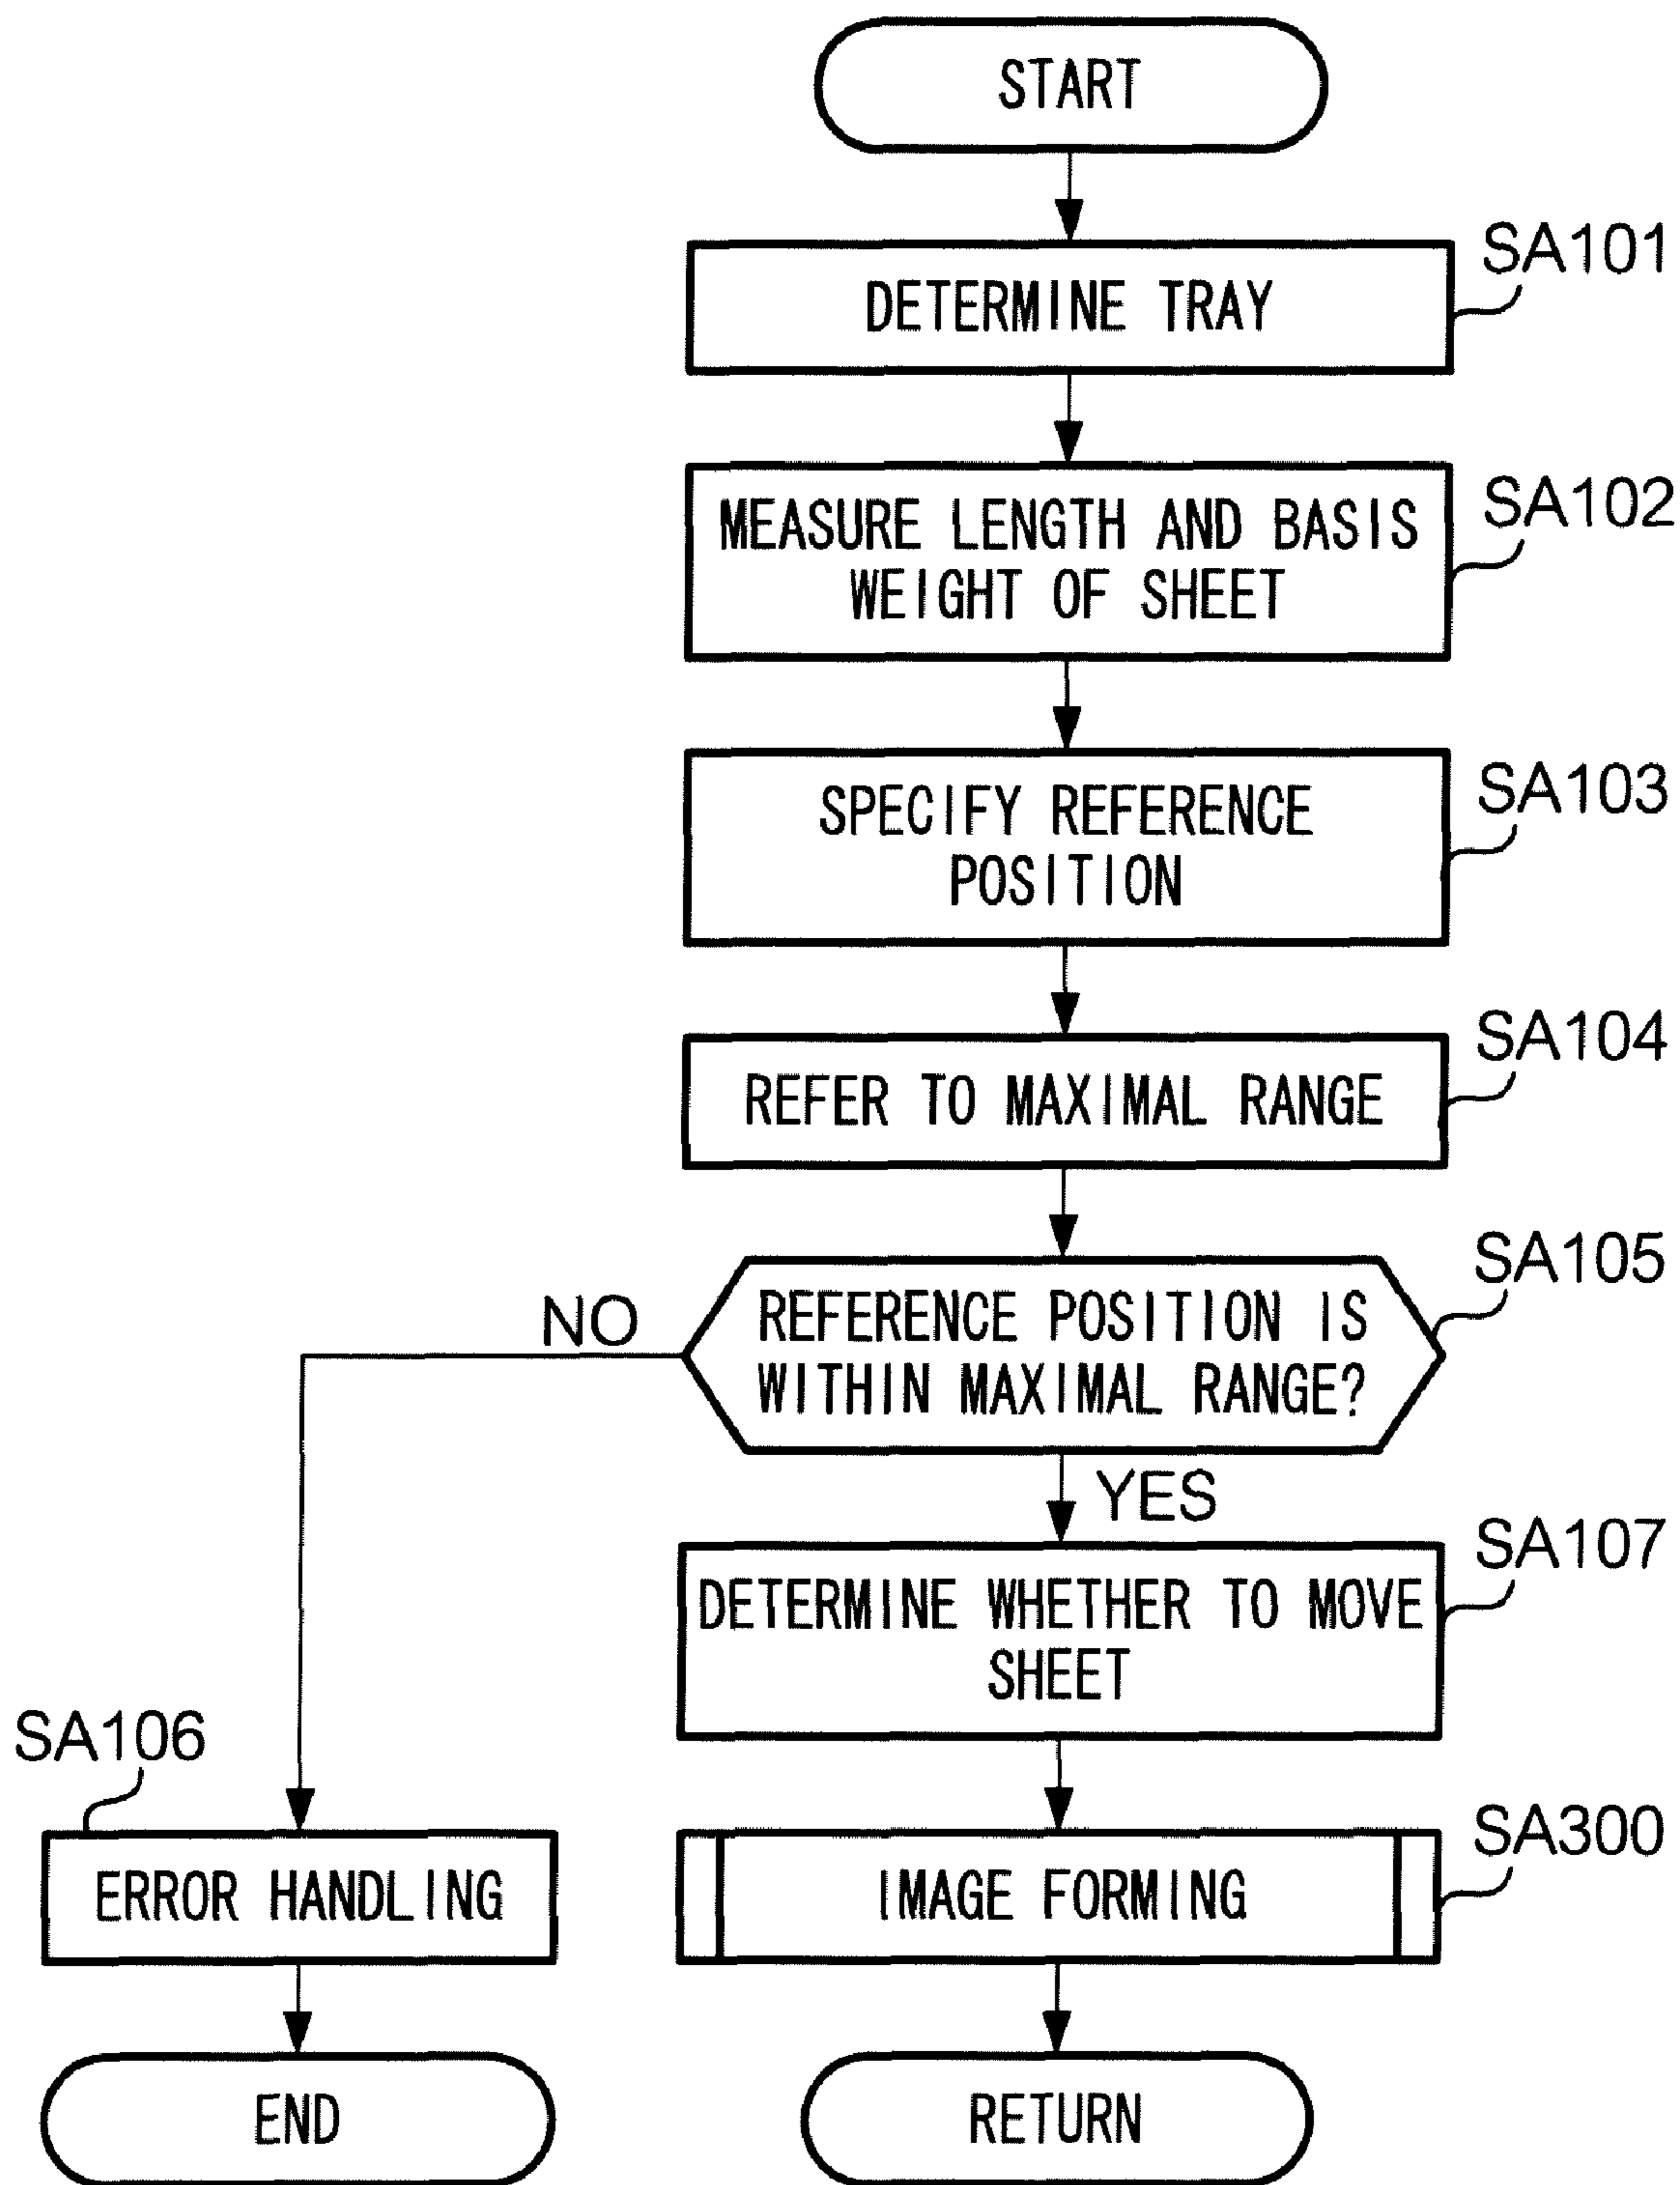 START
SA101
DETERMINE TRAY
SA102
MEASURE LENGTH AND BASIS
WEIGHT OF SHEET
SA103
SPECIFY REFERENCE
POSITION
SA104
REFER TO MAXIMAL RANGE
SA105
NO
REFERENCE POSITION IS
WITHIN MAXIMAL RANGE?
YES
SA107
DETERMINE WHETHER TO MOVE
SHEET
SA106
ERROR HANDLING
SA300
IMAGE FORMING
END
RETURN